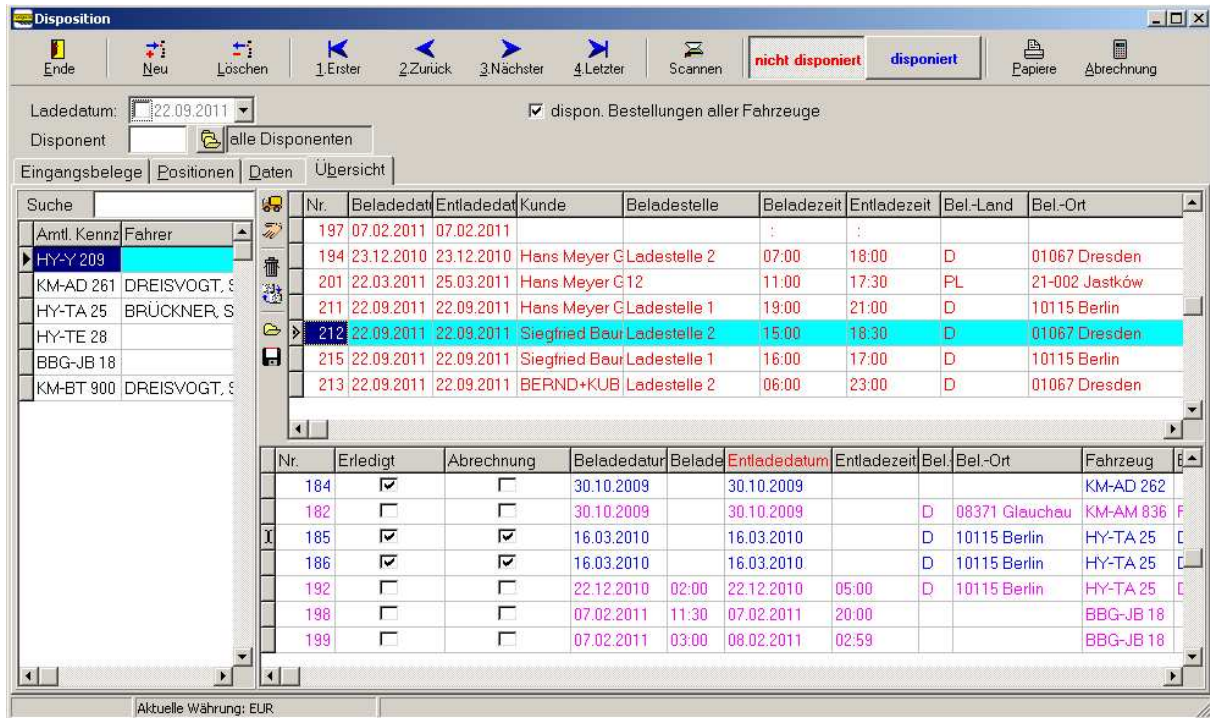 Disposition
Ende Neu Löschen 1.Erster 2.Zurück 3.Nächster 4.Letzter Scannen nicht disponiert disponiert Papiere Abrechnung
Ladedatum: 22.09.2011 dispon. Bestellungen aller Fahrzeuge
Disponent alle Disponenten
Eingangsbelege Positionen Daten Übersicht
Suche
Amtl. Kennz Fahrer
HY-Y 209
KM-AD 261 DREISVOGT, S
HY-TA 25 BRÜCKNER, S
HY-TE 28
BBG-JB 18
KM-BT 900 DREISVOGT, S
Nr. Beladedatu Entladedat Kunde Beladestelle Beladezeit Entladezeit Bel.-Land Bel.-Ort
197 07.02.2011 07.02.2011 : :
194 23.12.2010 23.12.2010 Hans Meyer G Ladestelle 2 07:00 18:00 D 01067 Dresden
201 22.03.2011 25.03.2011 Hans Meyer G 12 11:00 17:30 PL 21-002 Jastków
211 22.09.2011 22.09.2011 Hans Meyer G Ladestelle 1 19:00 21:00 D 10115 Berlin
212 22.09.2011 22.09.2011 Siegfried Baur Ladestelle 2 15:00 18:30 D 01067 Dresden
215 22.09.2011 22.09.2011 Siegfried Baur Ladestelle 1 16:00 17:00 D 10115 Berlin
213 22.09.2011 22.09.2011 BERND+KUB Ladestelle 2 06:00 23:00 D 01067 Dresden
Nr. Erledigt Abrechnung Beladedatur Belade Entladedatum Entladezeit Bel.- Bel.-Ort Fahrzeug
184 30.10.2009 30.10.2009 KM-AD 262
182 30.10.2009 30.10.2009 D 08371 Glauchau KM-AM 836
185 16.03.2010 16.03.2010 D 10115 Berlin HY-TA 25
186 16.03.2010 16.03.2010 D 10115 Berlin HY-TA 25
192 22.12.2010 02:00 22.12.2010 05:00 D 10115 Berlin HY-TA 25
198 07.02.2011 11:30 07.02.2011 20:00 BBG-JB 18
199 07.02.2011 03:00 08.02.2011 02:59 BBG-JB 18
Aktuelle Währung: EUR